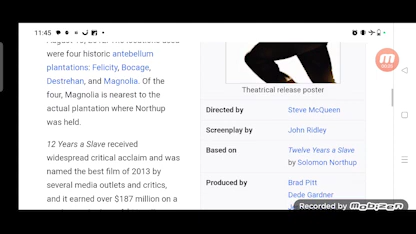 11:45
were four historic antebellum
plantations: Felicity, Bocage,
Destrehan, and Magnolia. Of the
four, Magnolia is nearest to the
actual plantation where Northup
was held.
12 Years a Slave received
widespread critical acclaim and was
named the best film of 2013 by
several media outlets and critics,
and it earned over $187 million on a
Theatrical release poster
Directed by Steve McQueen
Screenplay by John Ridley
Based on Twelve Years a Slave
by Solomon Northup
Produced by Brad Pitt
Dede Gardner
Recorded by Mobizen